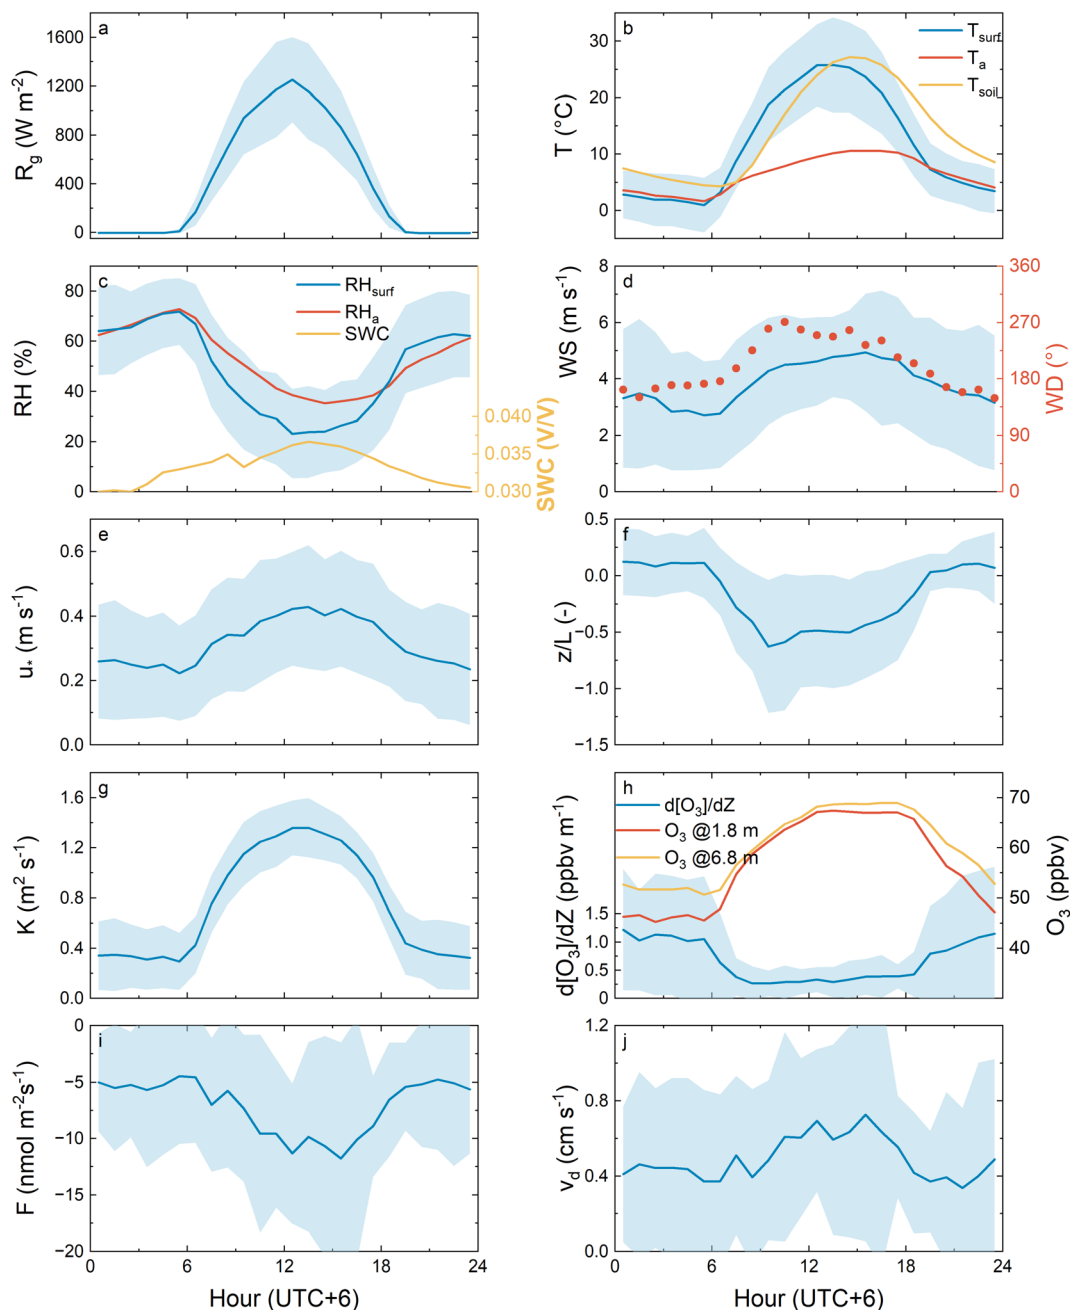 a
1600
1200
800
400
0
R_g (W m⁻²)
b
T_surf
T_a
T_soil
30
20
10
0
T (°C)
c
RH_surf
RH_a
SWC
80
60
40
20
0
RH (%)
0.040
0.035
0.030
SWC (V/V)
d
8
6
4
2
0
WS (m s⁻¹)
360
270
180
90
0
WD (°)
e
0.6
0.4
0.2
0.0
u_* (m s⁻¹)
f
0.5
0.0
−0.5
−1.0
−1.5
z/L (-)
g
1.6
1.2
0.8
0.4
0.0
K (m² s⁻¹)
h
d[O₃]/dZ
O₃ @1.8 m
O₃ @6.8 m
1.5
1.0
0.5
0
d[O₃]/dZ (ppbv m⁻¹)
70
60
50
40
O₃ (ppbv)
i
0
−5
−10
−15
−20
F (nmol m⁻²s⁻¹)
0 6 12 18 24
Hour (UTC+6)
j
1.2
0.8
0.4
0.0
v_d (cm s⁻¹)
0 6 12 18 24
Hour (UTC+6)